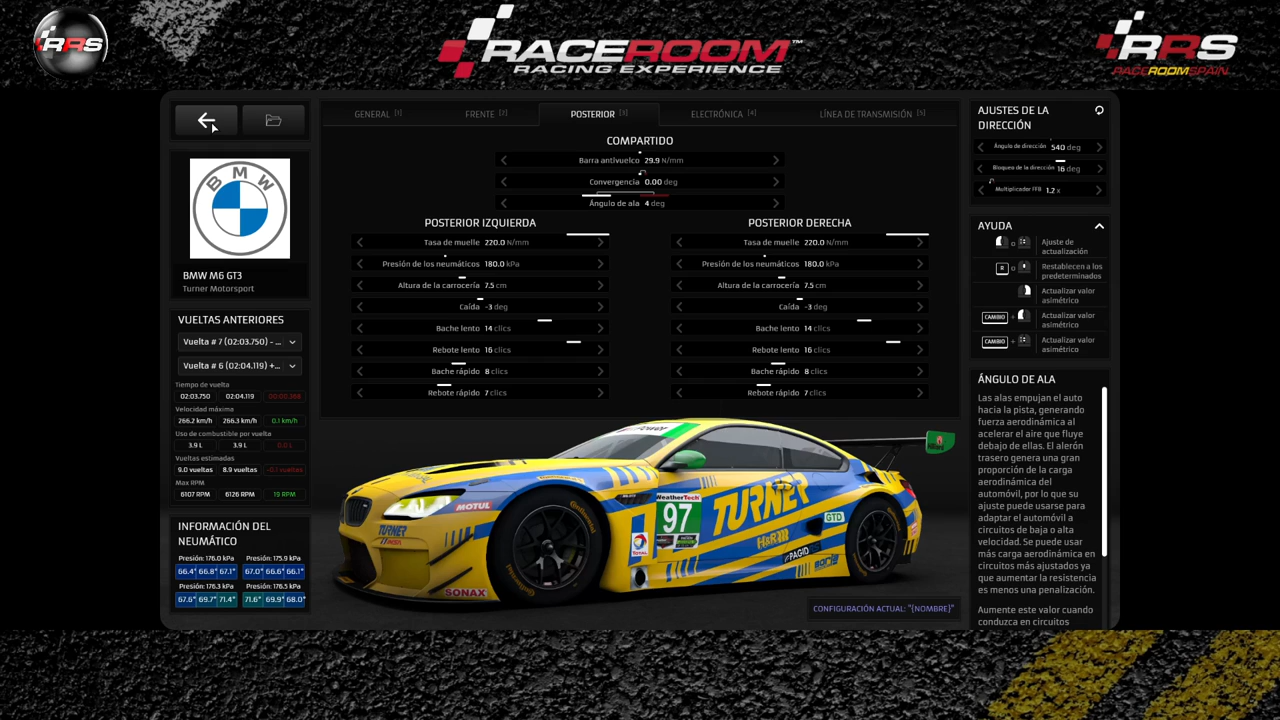 RRS
RACEROOM™
RACING EXPERIENCE
RRS
RACEROOMSPAIN
GENERAL [1]
FRENTE [2]
POSTERIOR [3]
ELECTRÓNICA [4]
LÍNEA DE TRANSMISIÓN [5]
COMPARTIDO
Barra antivuelco 29.9 N/mm
Convergencia 0.00 deg
Ángulo de ala 4 deg
POSTERIOR IZQUIERDA
Tasa de muelle 220.0 N/mm
Presión de los neumáticos 180.0 kPa
Altura de la carrocería 7.5 cm
Caída -3 deg
Bache lento 14 clics
Rebote lento 16 clics
Bache rápido 8 clics
Rebote rápido 7 clics
POSTERIOR DERECHA
Tasa de muelle 220.0 N/mm
Presión de los neumáticos 180.0 kPa
Altura de la carrocería 7.5 cm
Caída -3 deg
Bache lento 14 clics
Rebote lento 16 clics
Bache rápido 8 clics
Rebote rápido 7 clics
BMW
BMW M6 GT3
Turner Motorsport
VUELTAS ANTERIORES
Vuelta # 7 (02:03.750) - ...
Vuelta # 6 (02:04.119) +...
Tiempo de vuelta
02:03.750 02:04.119 00:00.368
Velocidad máxima
266.2 km/h 266.3 km/h 0.1 km/h
Uso de combustible por vuelta
3.9 L 3.9 L 0.0 L
Vueltas estimadas
9.0 vueltas 8.9 vueltas -0.1 vueltas
Max RPM
6107 RPM 6126 RPM 19 RPM
INFORMACIÓN DEL
NEUMÁTICO
Presión: 176.0 kPa Presión: 175.9 kPa
66.4° 66.8° 67.1° 67.0° 66.6° 66.1°
Presión: 176.3 kPa Presión: 176.5 kPa
67.6° 69.7° 71.4° 71.6° 69.9° 68.0°
AJUSTES DE LA
DIRECCIÓN
Ángulo de dirección 540 deg
Bloqueo de la dirección 16 deg
Multiplicador FFB 1.2 x
AYUDA
o Ajuste de
actualización
R o Restablecen a los
predeterminados
Actualizar valor
asimétrico
CAMBIO + Actualizar valor
asimétrico
CAMBIO + Actualizar valor
asimétrico
ÁNGULO DE ALA
Las alas empujan el auto
hacia la pista, generando
fuerza aerodinámica al
acelerar el aire que fluye
debajo de ellas. El alerón
trasero genera una gran
proporción de la carga
aerodinámica del
automóvil, por lo que su
ajuste puede usarse para
adaptar el automóvil a
circuitos de baja o alta
velocidad. Se puede usar
más carga aerodinámica en
circuitos más ajustados ya
que aumentar la resistencia
es menos una penalización.
Aumente este valor cuando
conduzca en circuitos
MOTUL
TURNER
SONAX
WeatherTech
97
TOTAL
TURNER
H&R
GTD
PAGID
Continental
CONFIGURACIÓN ACTUAL: "{NOMBRE}"